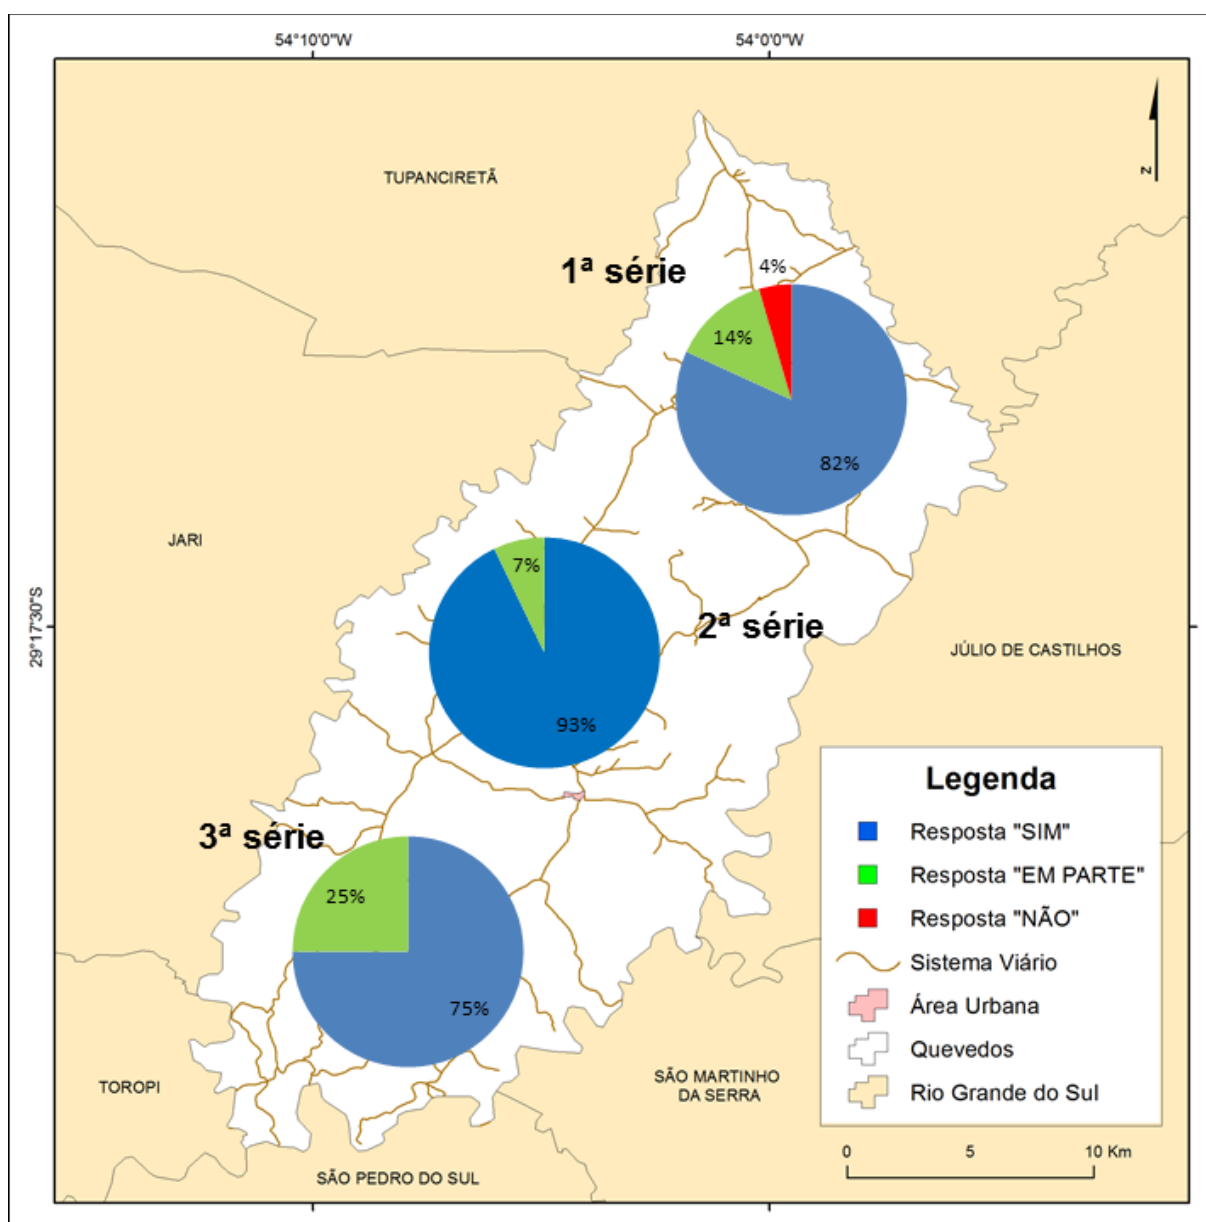 54°10'0"W
54°0'0"W
TUPANCIRETÃ
z
1ª série
4%
14%
82%
JARI
7%
29°17'30"S
2ª série
JÚLIO DE CASTILHOS
93%
Legenda
Resposta "SIM"
Resposta "EM PARTE"
Resposta "NÃO"
Sistema Viário
Área Urbana
Quevedos
Rio Grande do Sul
3ª série
25%
75%
TOROPI
SÃO MARTINHO
DA SERRA
0 5 10 Km
SÃO PEDRO DO SUL